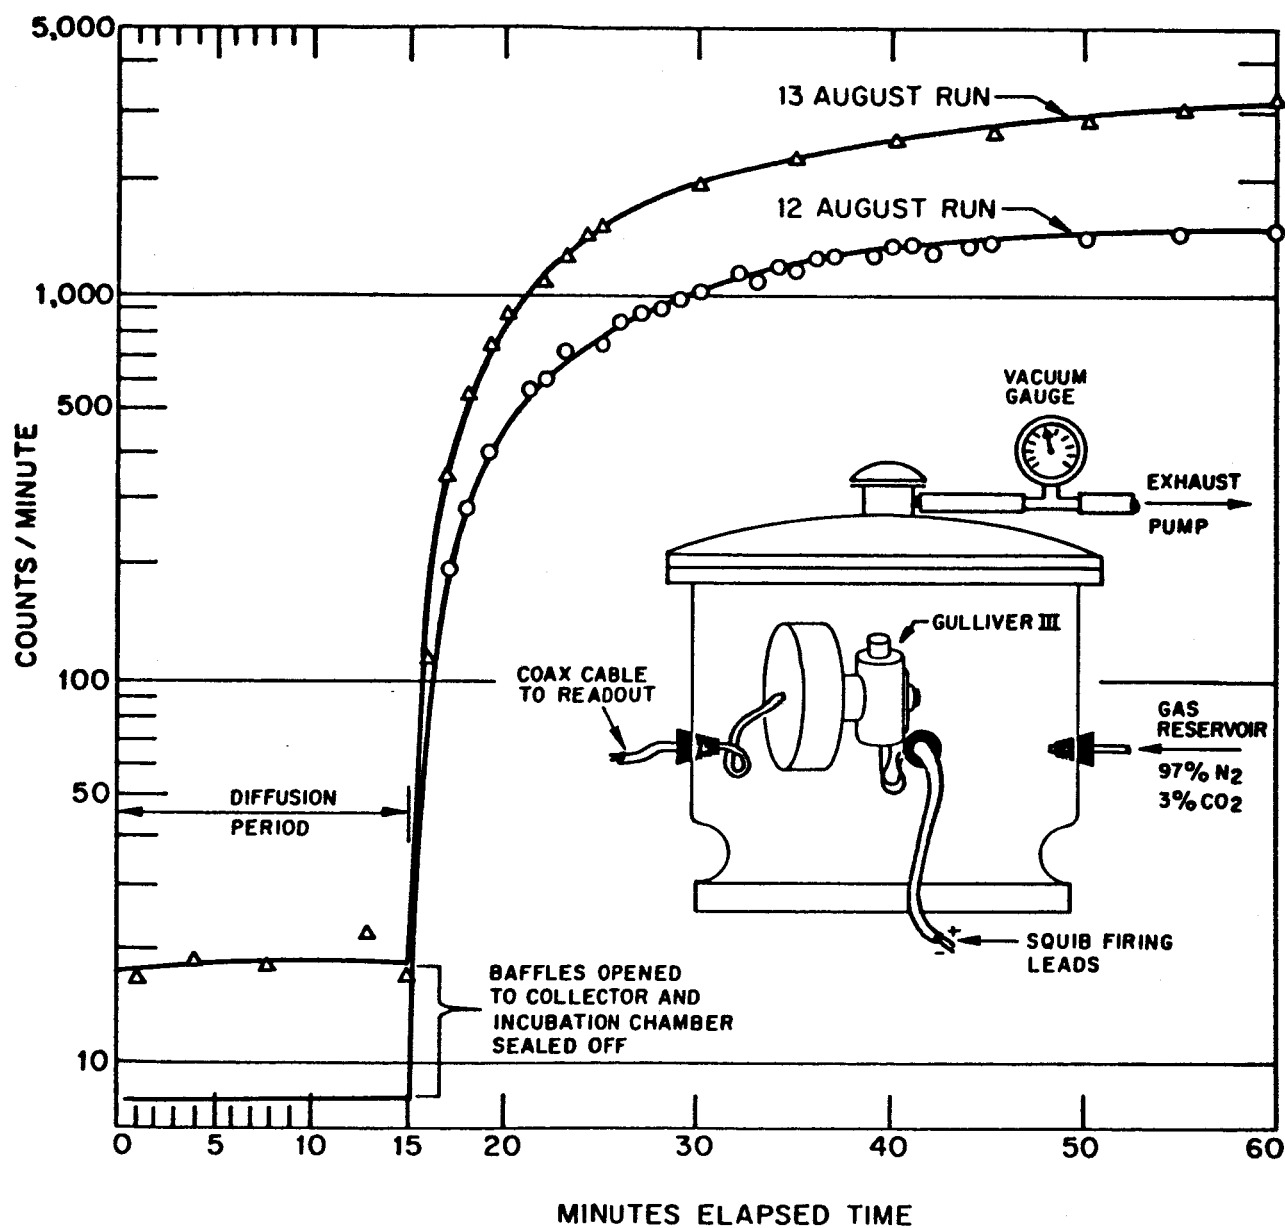 5,000
1,000
500
100
50
10
COUNTS / MINUTE
13 AUGUST RUN
12 AUGUST RUN
VACUUM
GAUGE
EXHAUST
PUMP
GULLIVER III
COAX CABLE
TO READOUT
GAS
RESERVOIR
97% N2
3% CO2
DIFFUSION
PERIOD
+
-
SQUIB FIRING
LEADS
BAFFLES OPENED
TO COLLECTOR AND
INCUBATION CHAMBER
SEALED OFF
0 5 10 15 20 30 40 50 60
MINUTES ELAPSED TIME